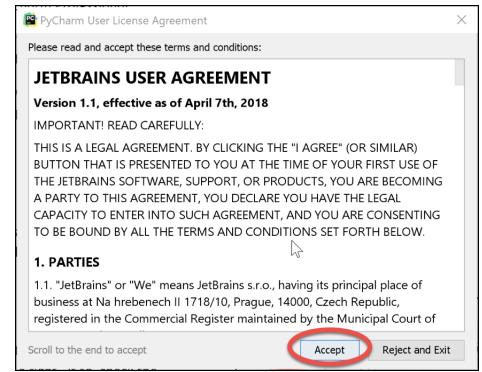 PyCharm User License Agreement
Please read and accept these terms and conditions:
JETBRAINS USER AGREEMENT
Version 1.1, effective as of April 7th, 2018
IMPORTANT! READ CAREFULLY:
THIS IS A LEGAL AGREEMENT. BY CLICKING THE "I AGREE" (OR SIMILAR)
BUTTON THAT IS PRESENTED TO YOU AT THE TIME OF YOUR FIRST USE OF
THE JETBRAINS SOFTWARE, SUPPORT, OR PRODUCTS, YOU ARE BECOMING
A PARTY TO THIS AGREEMENT, YOU DECLARE YOU HAVE THE LEGAL
CAPACITY TO ENTER INTO SUCH AGREEMENT, AND YOU ARE CONSENTING
TO BE BOUND BY ALL THE TERMS AND CONDITIONS SET FORTH BELOW.
1. PARTIES
1.1. "JetBrains" or "We" means JetBrains s.r.o., having its principal place of
business at Na hrebenech II 1718/10, Prague, 14000, Czech Republic,
registered in the Commercial Register maintained by the Municipal Court of
Scroll to the end to accept
Accept
Reject and Exit